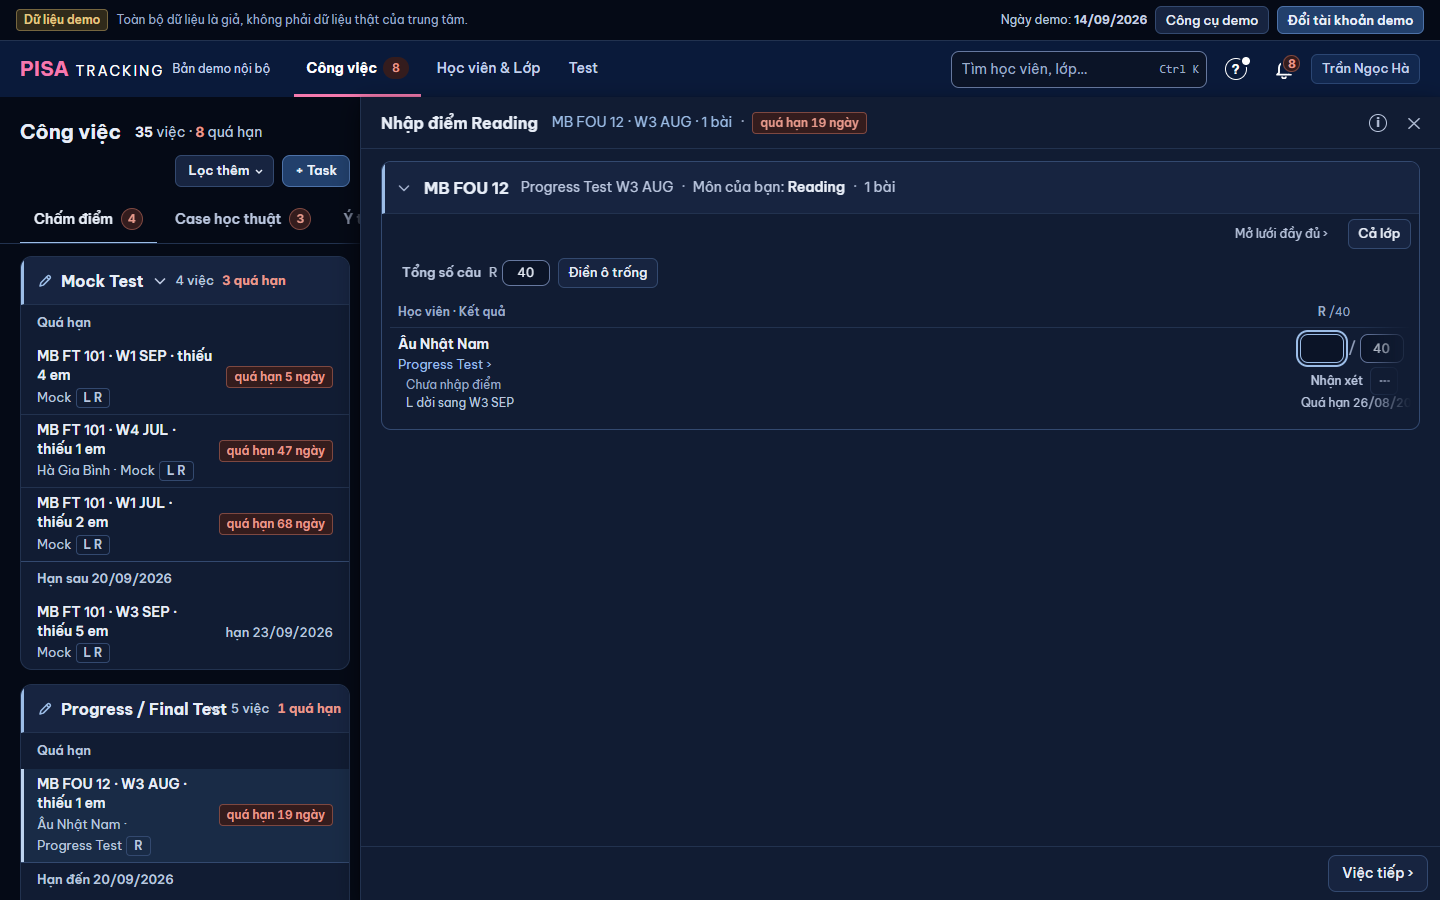 Dữ liệu demo Toàn bộ dữ liệu là giả, không phải dữ liệu thật của trung tâm.
Ngày demo: 14/09/2026 Công cụ demo Đổi tài khoản demo
PISA TRACKING Bản demo nội bộ Công việc 8 Học viên & Lớp Test
Tìm học viên, lớp... Ctrl K ? 8 Trần Ngọc Hà
Công việc 35 việc · 8 quá hạn
Lọc thêm + Task
Chấm điểm 4 Case học thuật 3 Ý
Mock Test 4 việc 3 quá hạn
Quá hạn
MB FT 101 · W1 SEP · thiếu
4 em
quá hạn 5 ngày
Mock L R
MB FT 101 · W4 JUL ·
thiếu 1 em
quá hạn 47 ngày
Hà Gia Bình · Mock L R
MB FT 101 · W1 JUL ·
thiếu 2 em
quá hạn 68 ngày
Mock L R
Hạn sau 20/09/2026
MB FT 101 · W3 SEP ·
thiếu 5 em
hạn 23/09/2026
Mock L R
Progress / Final Test 5 việc 1 quá hạn
Quá hạn
MB FOU 12 · W3 AUG ·
thiếu 1 em
quá hạn 19 ngày
Âu Nhật Nam ·
Progress Test R
Hạn đến 20/09/2026
Nhập điểm Reading MB FOU 12 · W3 AUG · 1 bài · quá hạn 19 ngày
MB FOU 12 Progress Test W3 AUG · Môn của bạn: Reading · 1 bài
Mở lưới đầy đủ › Cả lớp
Tổng số câu R 40 Điền ô trống
Học viên · Kết quả R /40
Âu Nhật Nam / 40
Progress Test ›
Chưa nhập điểm Nhận xét ---
L dời sang W3 SEP Quá hạn 26/08/20
Việc tiếp ›